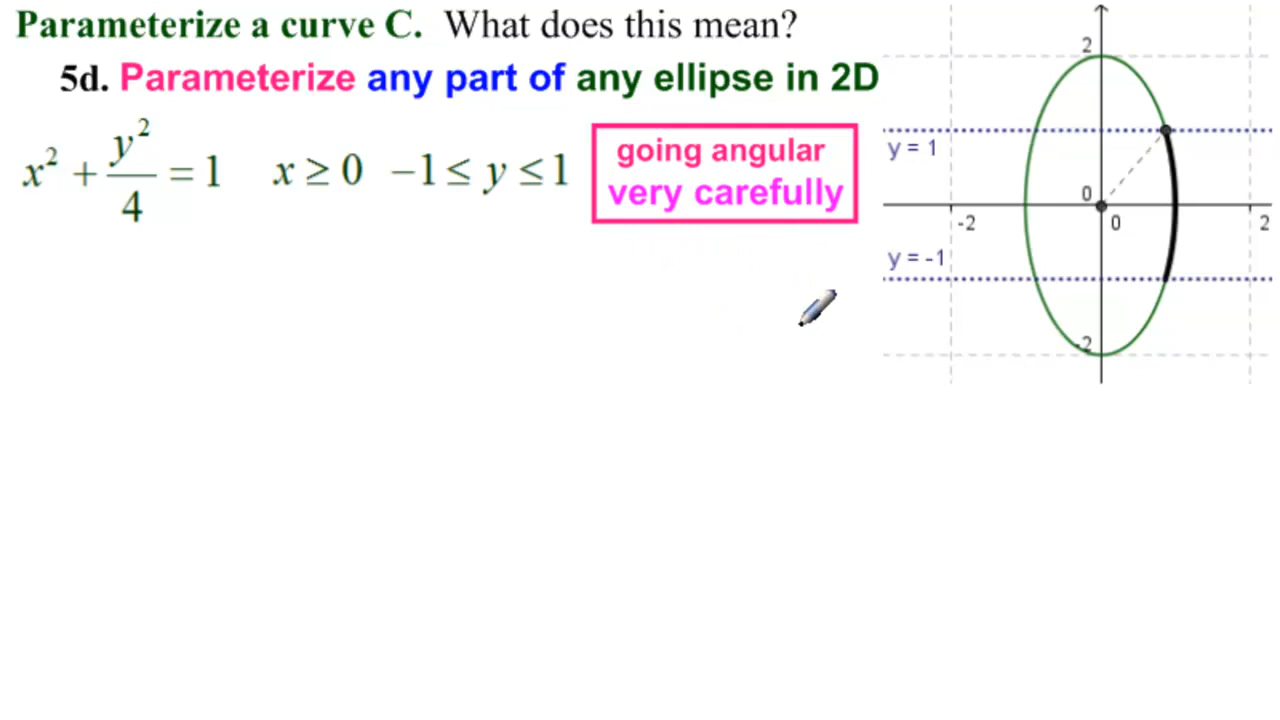 Parameterize a curve C. What does this mean?
5d. Parameterize any part of any ellipse in 2D
x² + y²/4 = 1 x ≥ 0 −1 ≤ y ≤ 1
going angular
very carefully
2
y = 1
0
-2
0
2
y = -1
-2